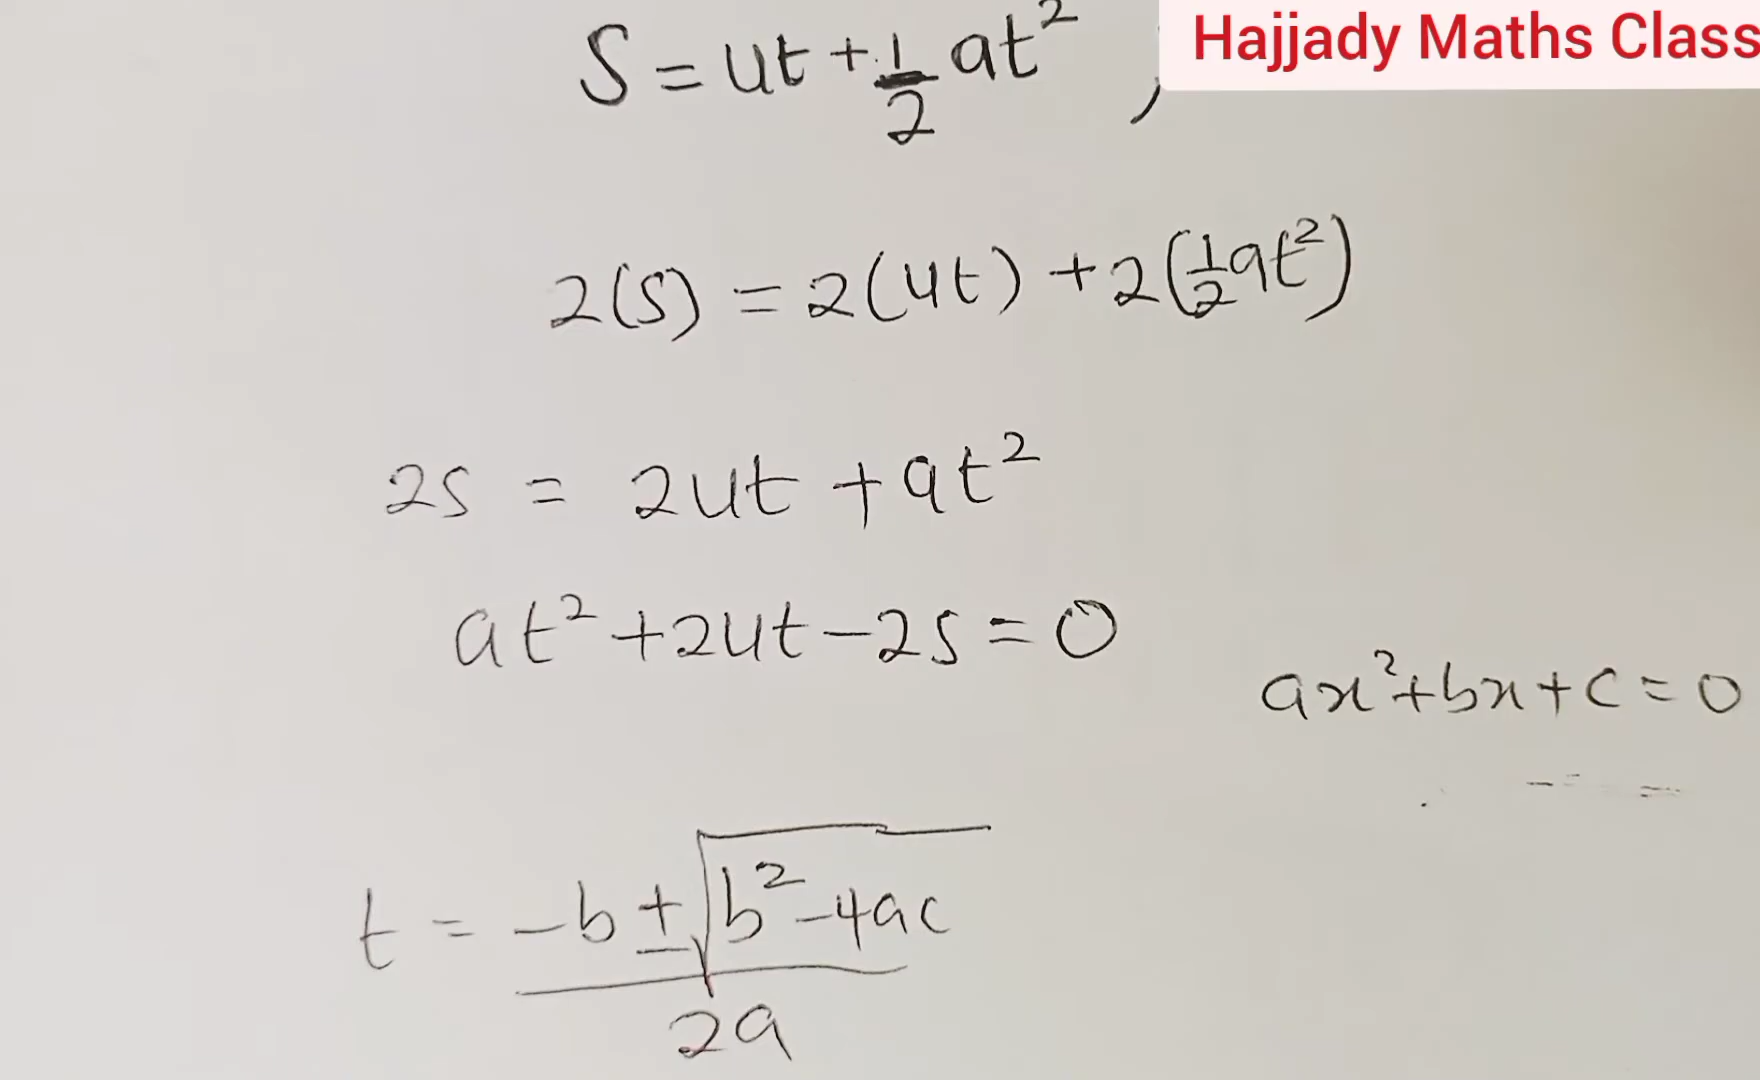 S = ut + 1/2 at² ,
Hajjady Maths Class
2(s) = 2(ut) + 2(1/2 at²)
2s = 2ut + at²
at² + 2ut - 2s = 0
ax² + bx + c = 0
t = -b ± √b² - 4ac / 2a